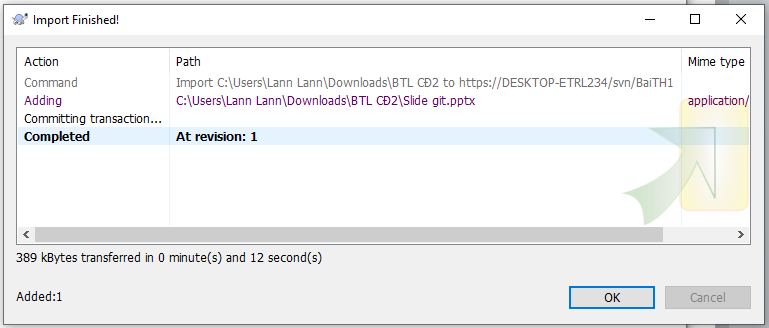 Import Finished!
Action Path Mime type
Command Import C:\Users\Lann Lann\Downloads\BTL CĐ2 to https://DESKTOP-ETRL234/svn/BaiTH1
Adding C:\Users\Lann Lann\Downloads\BTL CĐ2\Slide git.pptx application/
Committing transaction...
Completed At revision: 1
389 kBytes transferred in 0 minute(s) and 12 second(s)
Added:1 OK Cancel